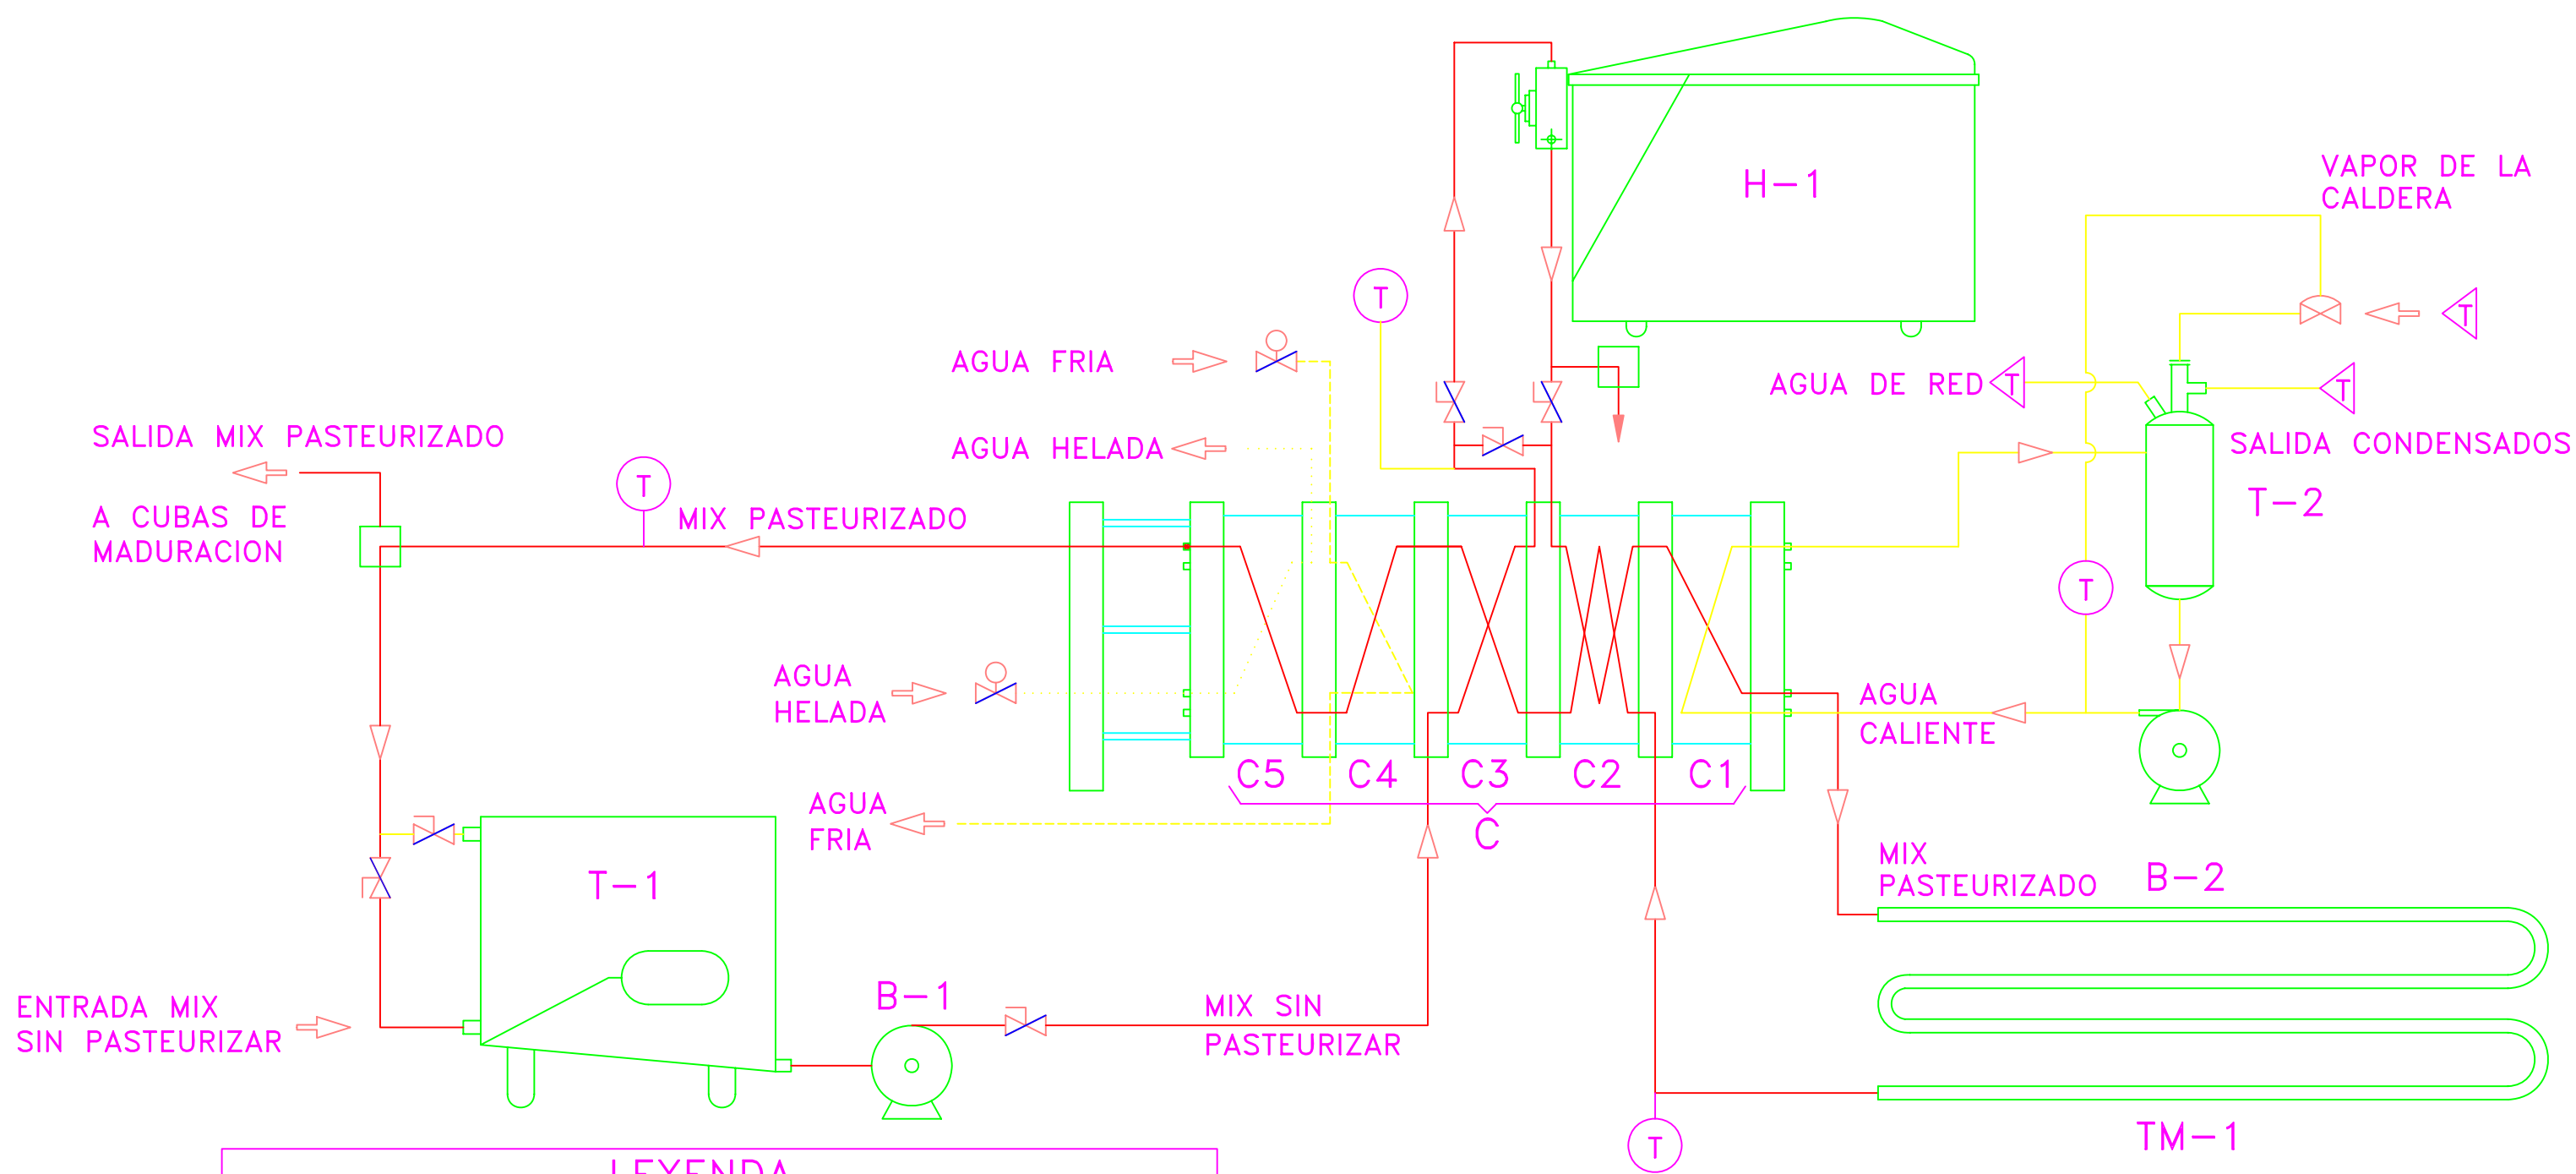 H-1
VAPOR DE LA
CALDERA
T
T
AGUA FRIA
AGUA DE RED
T
T
AGUA HELADA
SALIDA MIX PASTEURIZADO
SALIDA CONDENSADOS
T
T-2
A CUBAS DE
MADURACION
MIX PASTEURIZADO
T
AGUA
HELADA
AGUA
CALIENTE
C5
C4
C3
C2
C1
C
AGUA
FRIA
MIX
PASTEURIZADO
B-2
T-1
B-1
ENTRADA MIX
SIN PASTEURIZAR
MIX SIN
PASTEURIZAR
TM-1
T
LEYENDA